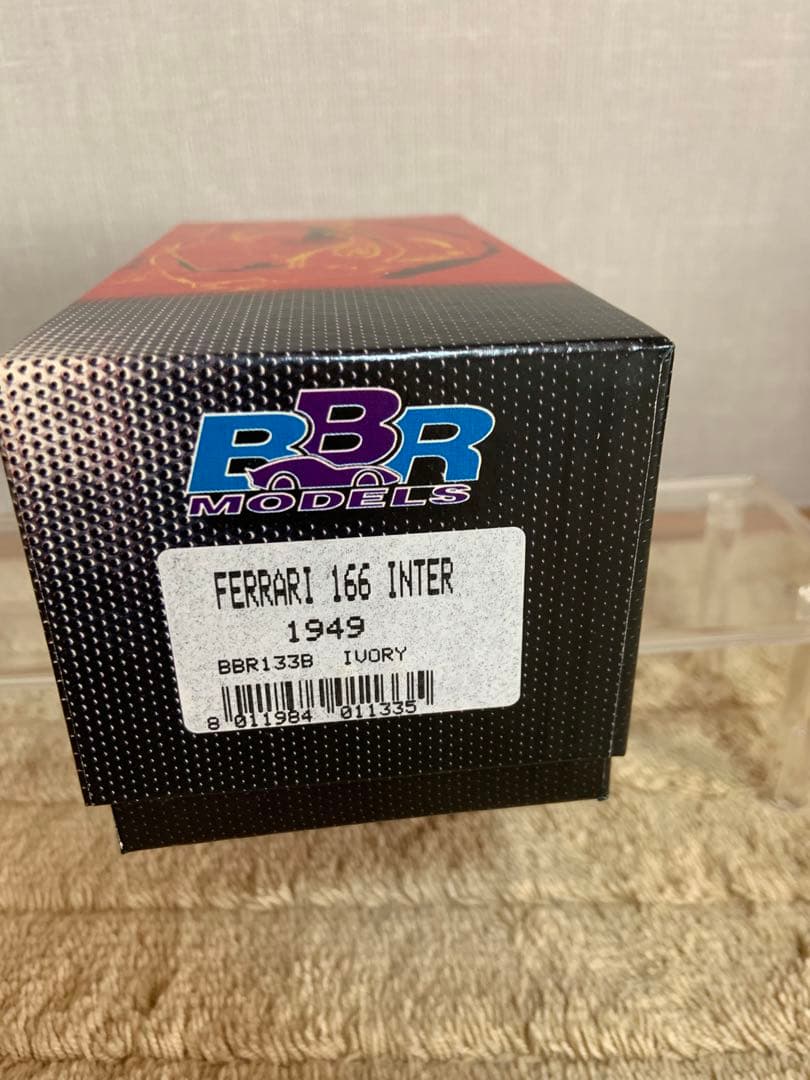 BBR
MODELS
FERRARI 166 INTER
1949
BBR133B IVORY
8 011984 011335